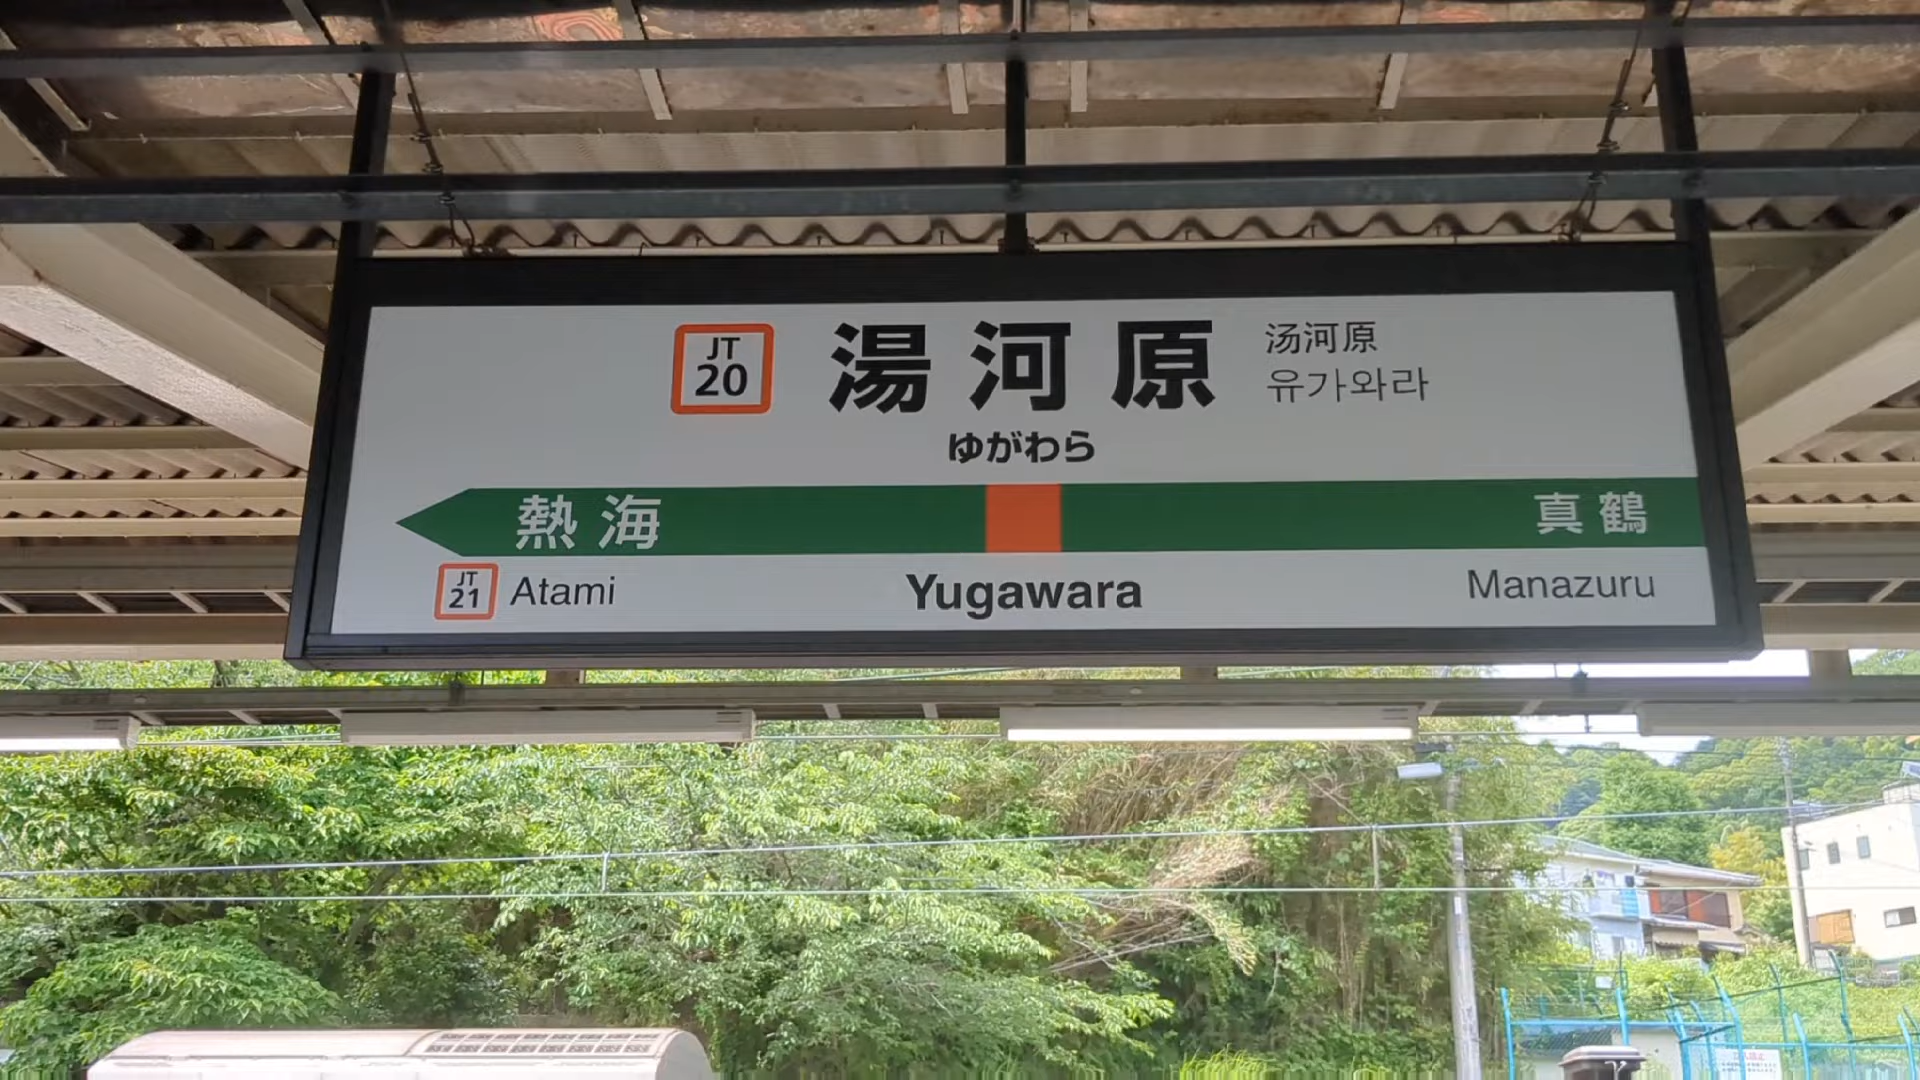 JT
20
湯河原
汤河原
유가와라
ゆがわら
熱海
真鶴
JT
21
Atami
Yugawara
Manazuru